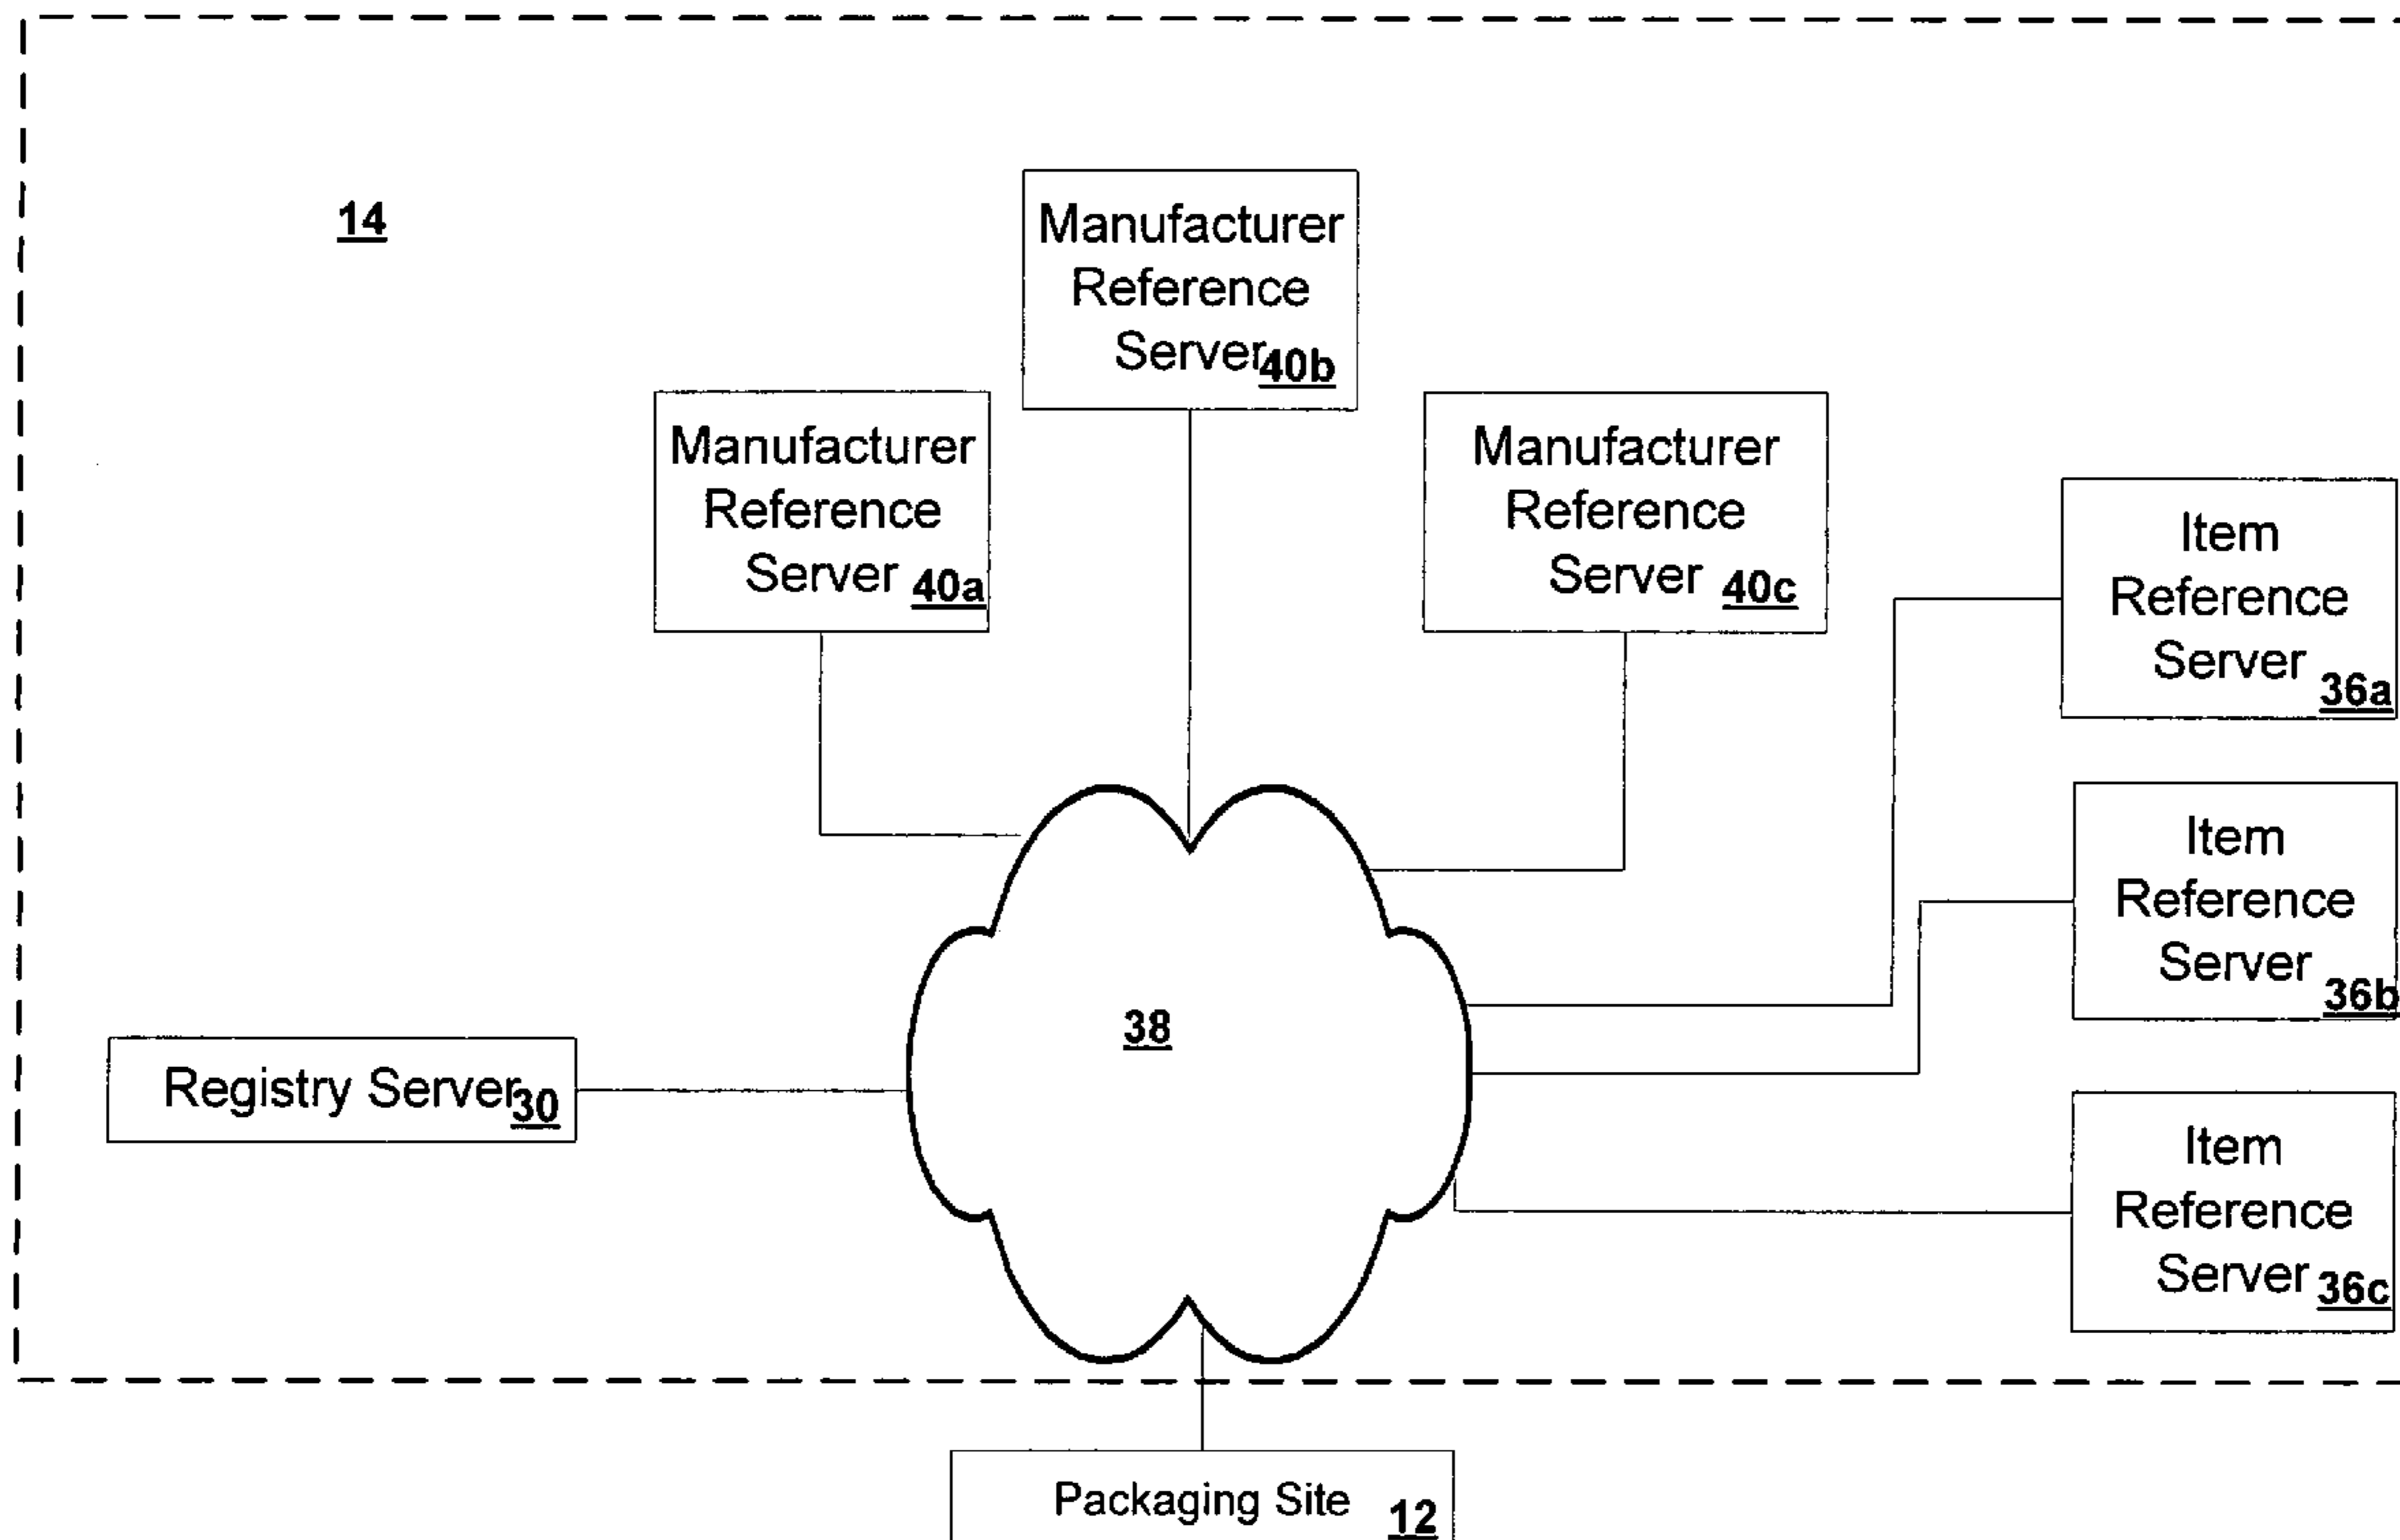 14
Manufacturer
Reference
Server 40b
Manufacturer
Reference
Server 40a
Manufacturer
Reference
Server 40c
Item
Reference
Server 36a
Item
Reference
Server 36b
38
Registry Server 30
Item
Reference
Server 36c
Packaging Site 12